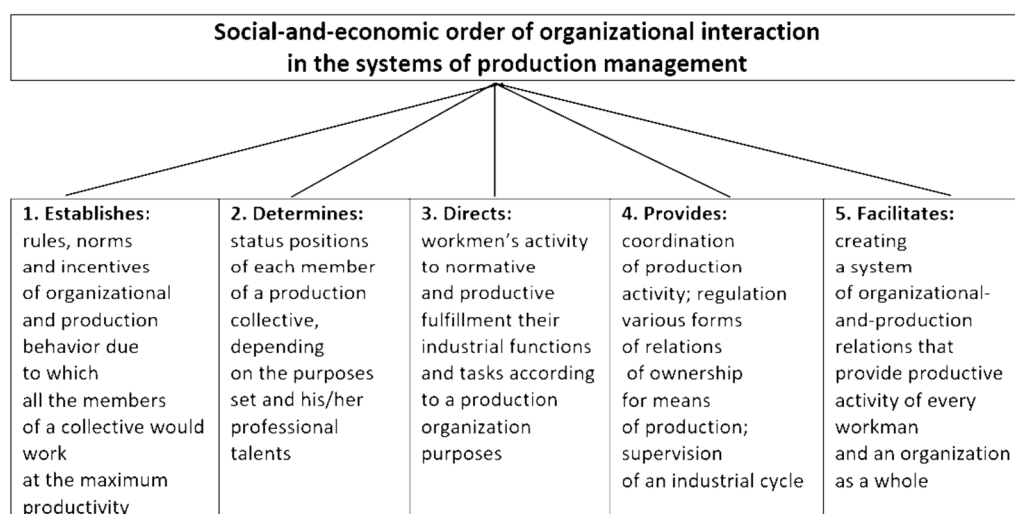 Social-and-economic order of organizational interaction
in the systems of production management
1. Establishes:
rules, norms
and incentives
of organizational
and production
behavior due
to which
all the members
of a collective would
work
at the maximum
productivity
2. Determines:
status positions
of each member
of a production
collective,
depending
on the purposes
set and his/her
professional
talents
3. Directs:
workmen's activity
to normative
and productive
fulfillment their
industrial functions
and tasks according
to a production
organization
purposes
4. Provides:
coordination
of production
activity; regulation
various forms
of relations
of ownership
for means
of production;
supervision
of an industrial cycle
5. Facilitates:
creating
a system
of organizational-
and-production
relations that
provide productive
activity of every
workman
and an organization
as a whole